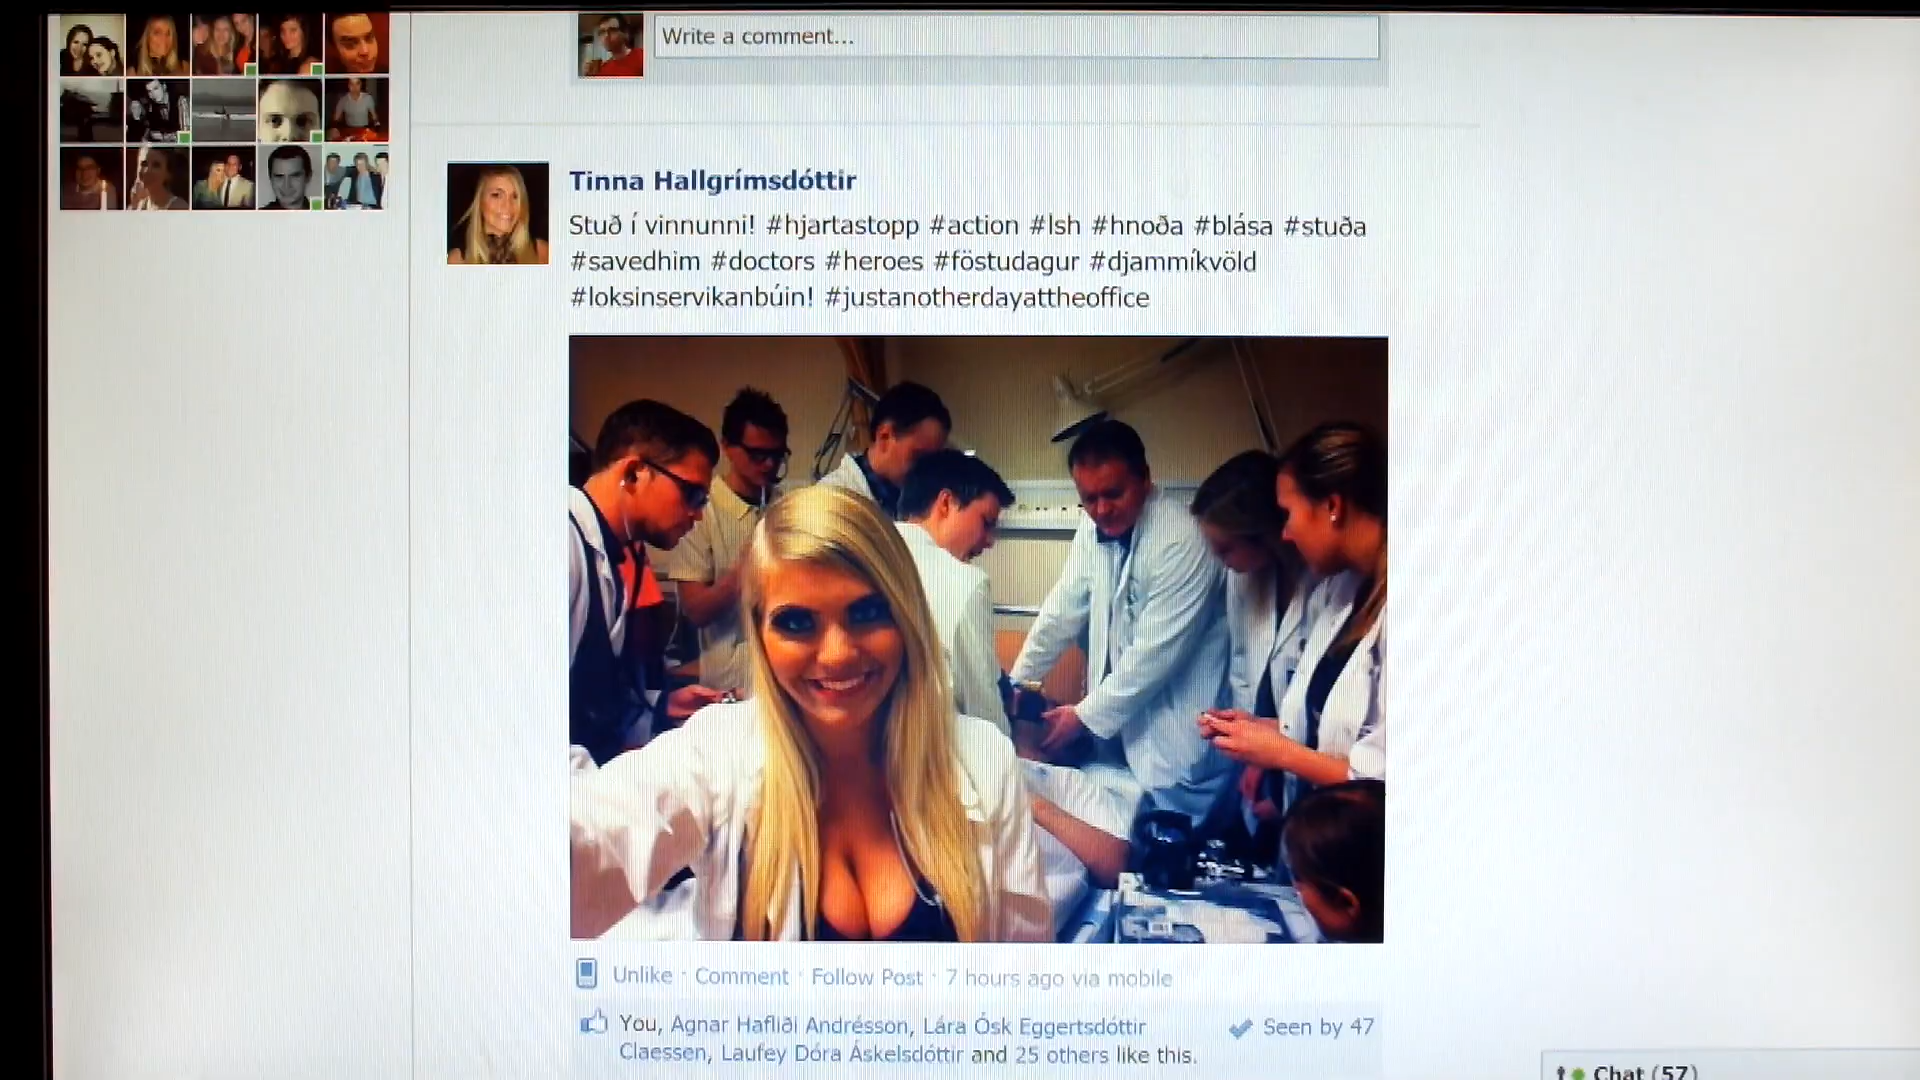 Write a comment...
Tinna Hallgrímsdóttir
Stuð í vinnunni! #hjartastopp #action #lsh #hnoða #blása #stuða
#savedhim #doctors #heroes #föstudagur #djammíkvöld
#loksinservikanbúin! #justanotherdayattheoffice
Unlike · Comment · Follow Post · 7 hours ago via mobile
You, Agnar Hafliði Andrésson, Lára Ósk Eggertsdóttir
Claessen, Laufey Dóra Áskelsdóttir and 25 others like this.
Seen by 47
Chat (57)